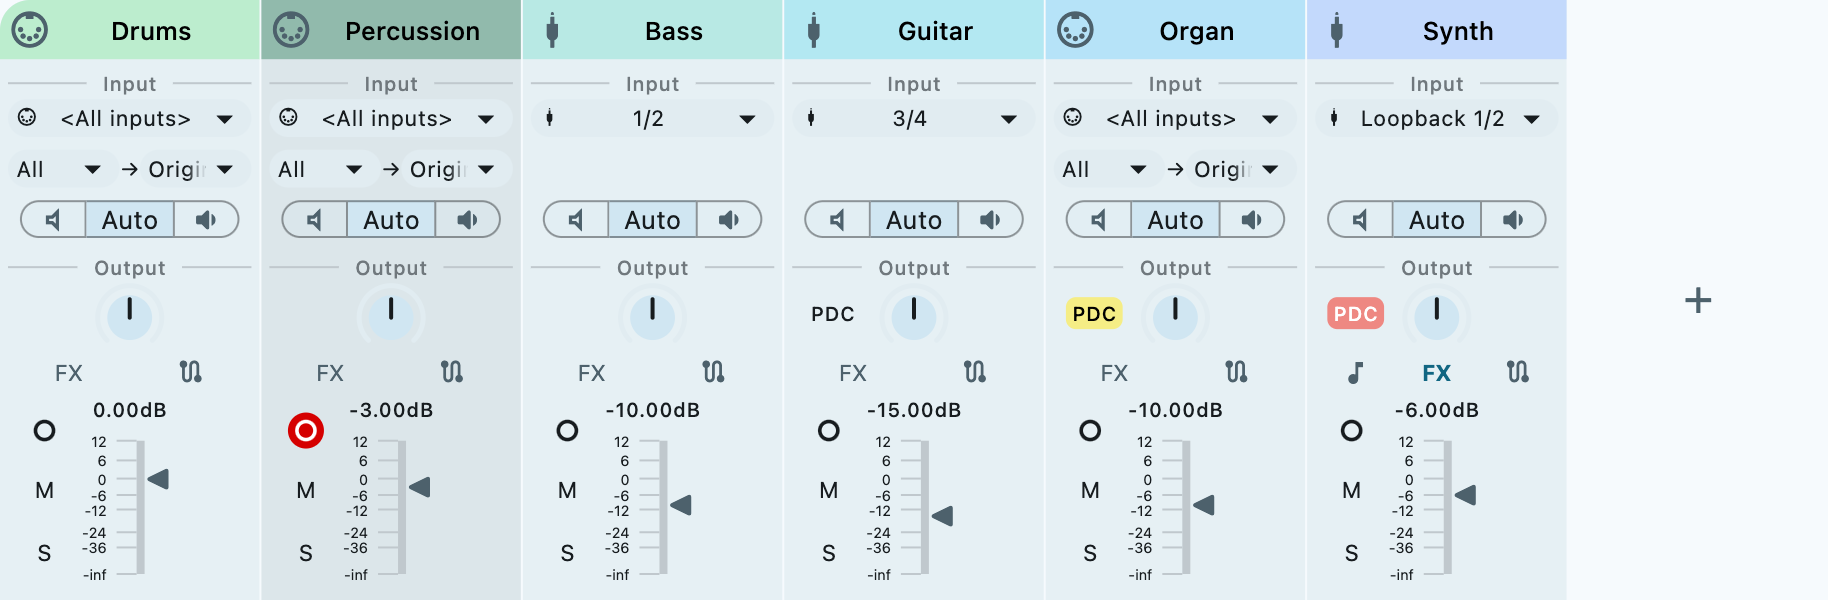 Drums Percussion Bass Guitar Organ Synth
Input Input Input Input Input Input
<All inputs> <All inputs> 1/2 3/4 <All inputs> Loopback 1/2
All → Origi All → Origi All → Origi
Auto Auto Auto Auto Auto Auto
Output Output Output Output Output Output
PDC PDC PDC
FX FX FX FX FX FX
0.00dB -3.00dB -10.00dB -15.00dB -10.00dB -6.00dB
12 12 12 12 12 12
6 6 6 6 6 6
0 0 0 0 0 0
M -6 M -6 M -6 M -6 M -6 M -6
-12 -12 -12 -12 -12 -12
-24 -24 -24 -24 -24 -24
S -36 S -36 S -36 S -36 S -36 S -36
-inf -inf -inf -inf -inf -inf
+